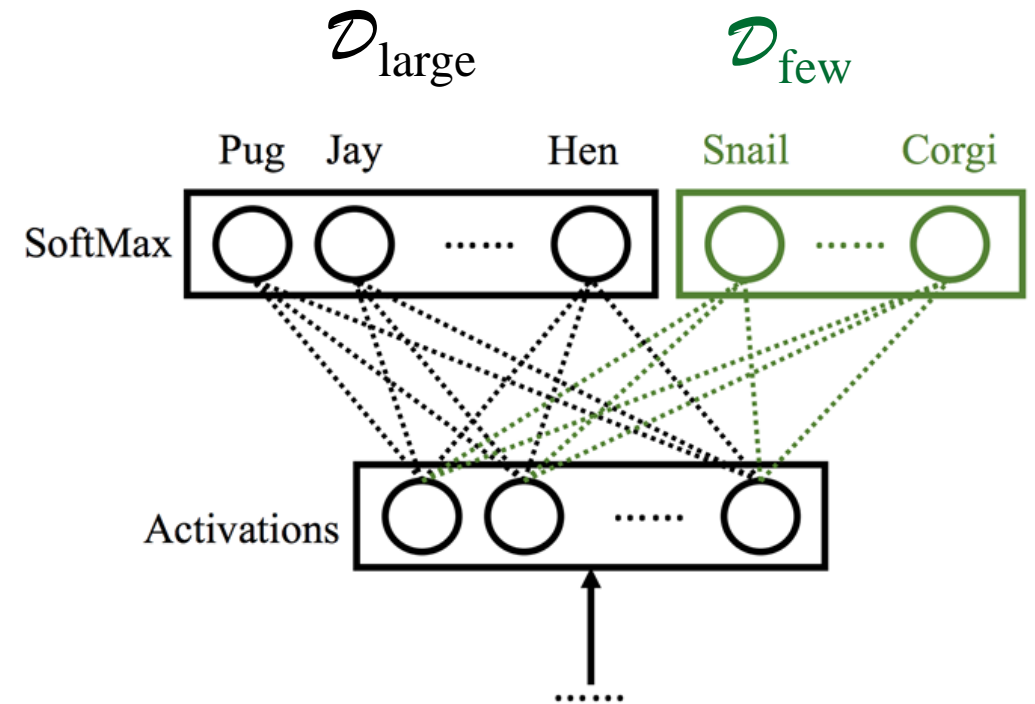 𝒟large 𝒟few
Pug Jay Hen Snail Corgi
SoftMax ...... ......
Activations ......
......